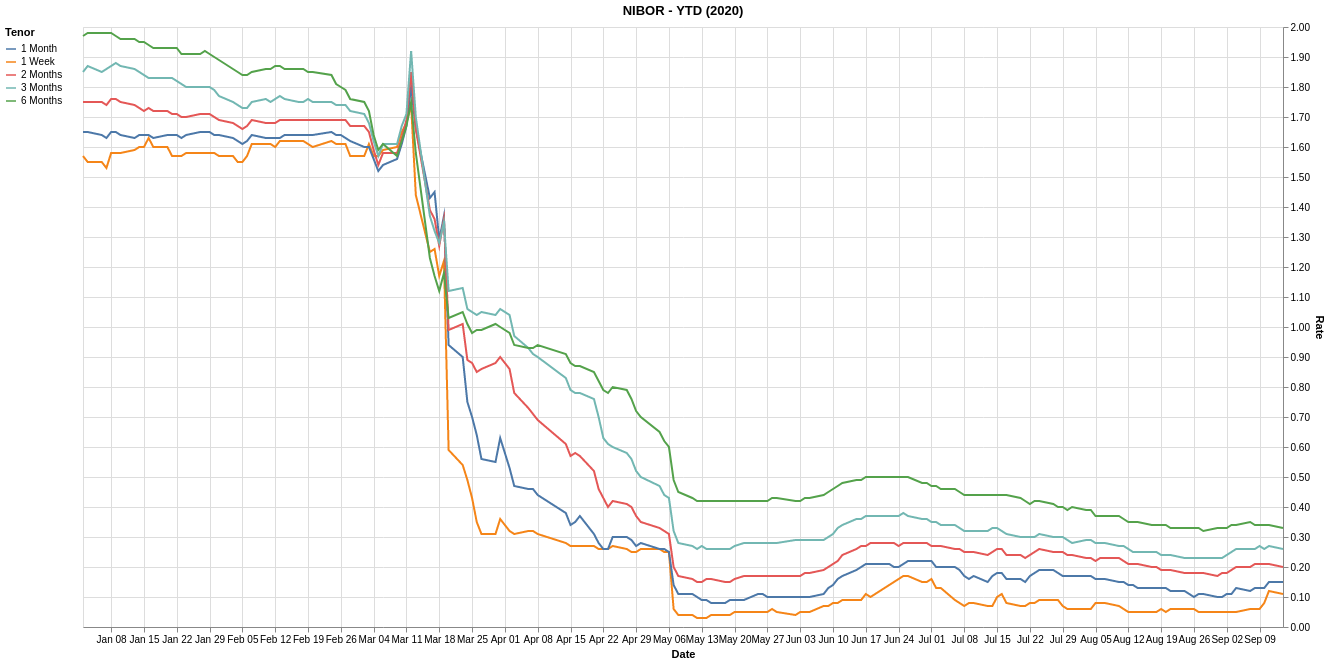 NIBOR - YTD (2020)
Tenor
1 Month
1 Week
2 Months
3 Months
6 Months
2.00
1.90
1.80
1.70
1.60
1.50
1.40
1.30
1.20
1.10
1.00
0.90
0.80
0.70
0.60
0.50
0.40
0.30
0.20
0.10
0.00
Rate
Jan 08 Jan 15 Jan 22 Jan 29 Feb 05 Feb 12 Feb 19 Feb 26 Mar 04 Mar 11 Mar 18 Mar 25 Apr 01 Apr 08 Apr 15 Apr 22 Apr 29 May 06 May 13 May 20 May 27 Jun 03 Jun 10 Jun 17 Jun 24 Jul 01 Jul 08 Jul 15 Jul 22 Jul 29 Aug 05 Aug 12 Aug 19 Aug 26 Sep 02 Sep 09
Date